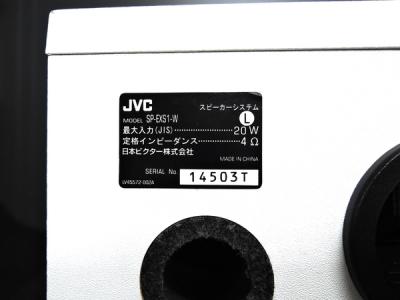 JVC スピーカーシステム
MODEL SP-EXS1-W L
最大入力(JIS)·····················20W
定格インピーダンス···············4Ω
日本ビクター株式会社
MADE IN CHINA
SERIAL No. 14503T
LV45572-002A